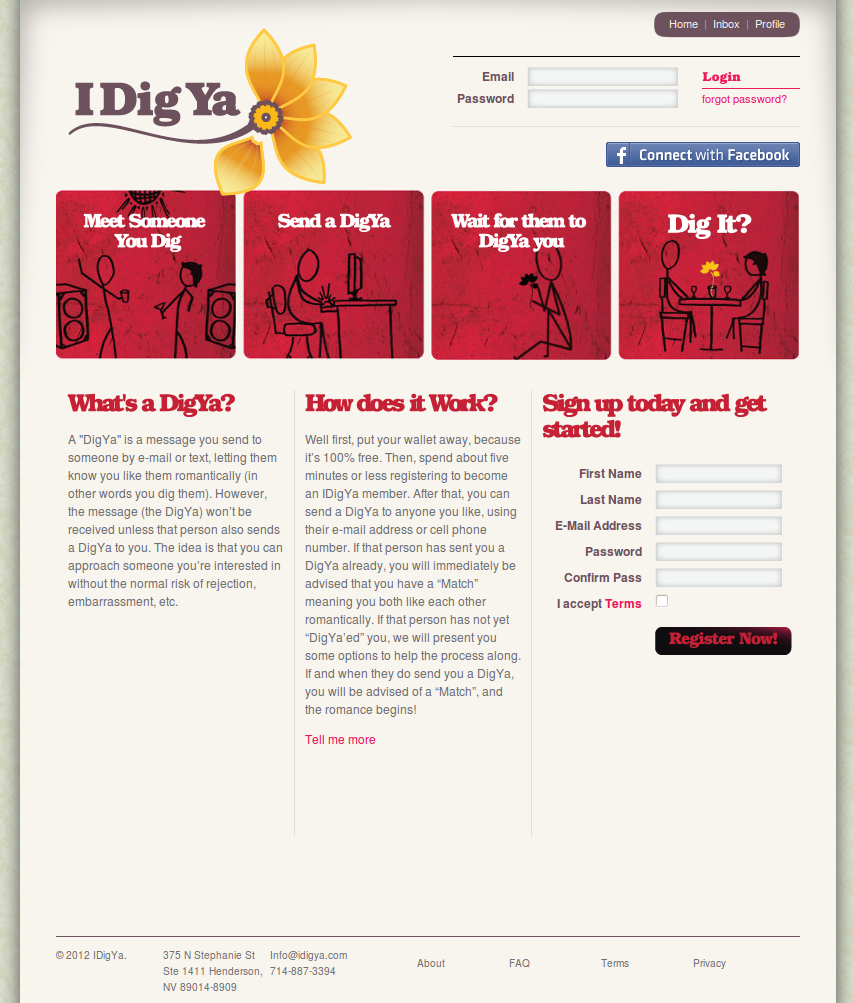 Home | Inbox | Profile
I Dig Ya
Email
Login
Password
forgot password?
f Connect with Facebook
Meet Someone
You Dig
Send a DigYa
Wait for them to
DigYa you
Dig It?
What's a DigYa?
A "DigYa" is a message you send to
someone by e-mail or text, letting them
know you like them romantically (in
other words you dig them). However,
the message (the DigYa) won’t be
received unless that person also sends
a DigYa to you. The idea is that you can
approach someone you’re interested in
without the normal risk of rejection,
embarrassment, etc.
How does it Work?
Well first, put your wallet away, because
it’s 100% free. Then, spend about five
minutes or less registering to become
an IDigYa member. After that, you can
send a DigYa to anyone you like, using
their e-mail address or cell phone
number. If that person has sent you a
DigYa already, you will immediately be
advised that you have a “Match”
meaning you both like each other
romantically. If that person has not yet
“DigYa’ed” you, we will present you
some options to help the process along.
If and when they do send you a DigYa,
you will be advised of a “Match”, and
the romance begins!
Tell me more
Sign up today and get
started!
First Name
Last Name
E-Mail Address
Password
Confirm Pass
I accept Terms
Register Now!
© 2012 IDigYa.
375 N Stephanie St
Ste 1411 Henderson,
NV 89014-8909
Info@idigya.com
714-887-3394
About
FAQ
Terms
Privacy